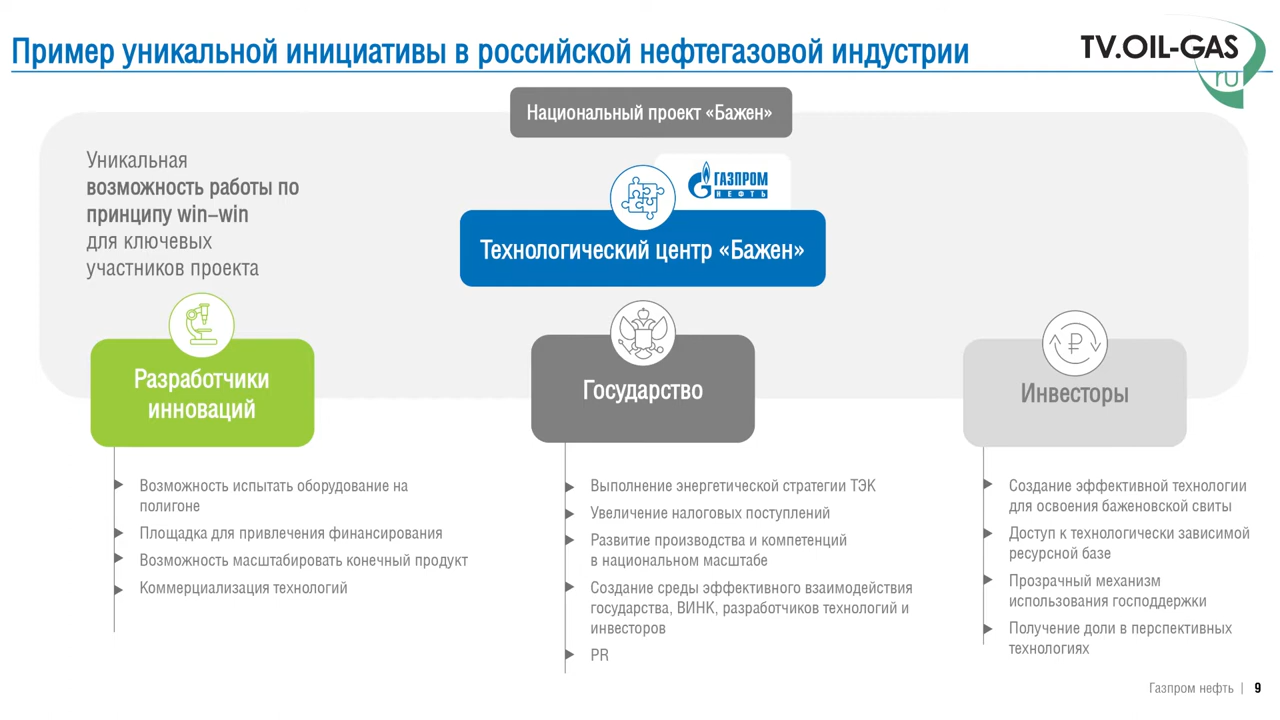 Пример уникальной инициативы в российской нефтегазовой индустрии
TV.OIL-GAS
ru
Национальный проект «Бажен»
Уникальная
возможность работы по
принципу win–win
для ключевых
участников проекта
ГАЗПРОМ
НЕФТЬ
Технологический центр «Бажен»
Разработчики
инноваций
Возможность испытать оборудование на
полигоне
Площадка для привлечения финансирования
Возможность масштабировать конечный продукт
Коммерциализация технологий
Государство
Выполнение энергетической стратегии ТЭК
Увеличение налоговых поступлений
Развитие производства и компетенций
в национальном масштабе
Создание среды эффективного взаимодействия
государства, ВИНК, разработчиков технологий и
инвесторов
PR
₽
Инвесторы
Создание эффективной технологии
для освоения баженовской свиты
Доступ к технологически зависимой
ресурсной базе
Прозрачный механизм
использования господдержки
Получение доли в перспективных
технологиях
Газпром нефть | 9